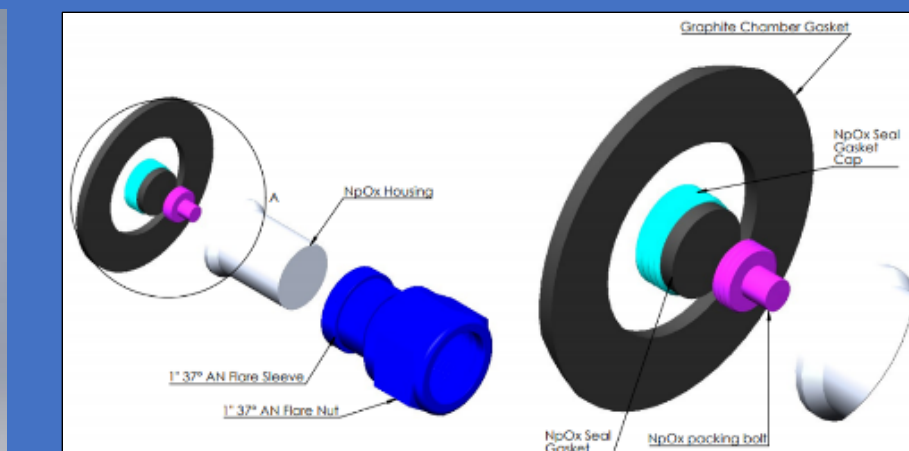 Graphite Chamber Gasket
NpOx Seal
Gasket
Cap
A
NpOx Housing
1" 37° AN Flare Sleeve
1" 37° AN Flare Nut
NpOx Seal
Gasket
NpOx packing bolt